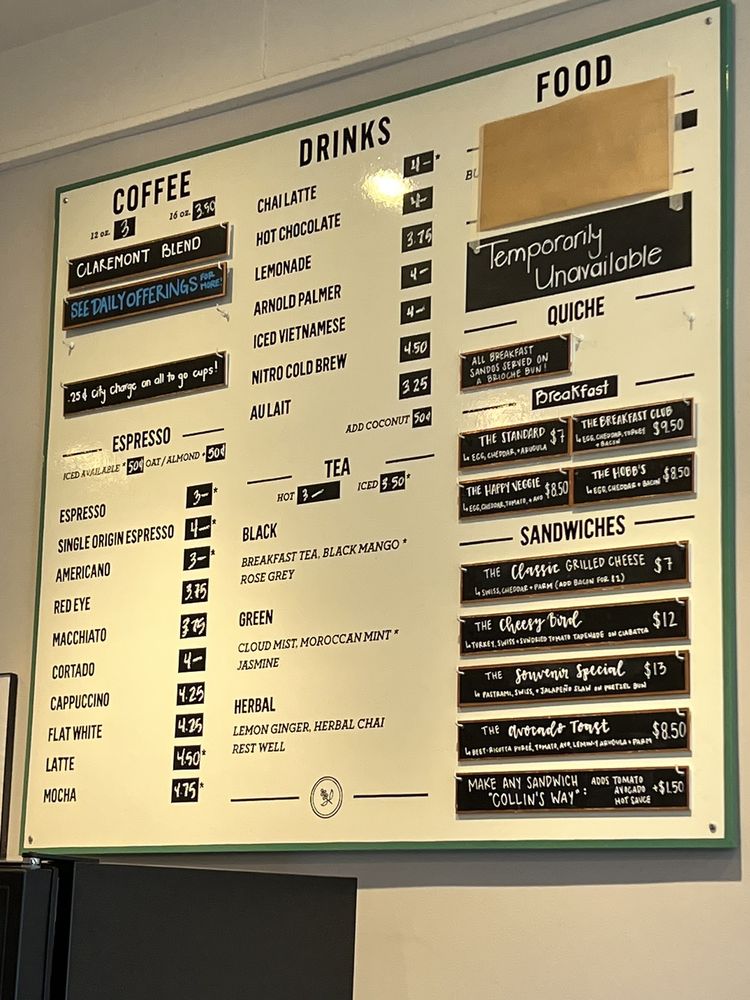 COFFEE
12 oz. 3 16 oz. 3.50
CLAREMONT BLEND
SEE DAILY OFFERINGS FOR MORE!
.25¢ city charge on all to go cups!
ESPRESSO
ICED AVAILABLE * 50¢ OAT/ALMOND + 50¢
ESPRESSO 3—*
SINGLE ORIGIN ESPRESSO 4—*
AMERICANO 3—*
RED EYE 3.75
MACCHIATO 3.75
CORTADO 4—
CAPPUCCINO 4.25
FLAT WHITE 4.25
LATTE 4.50*
MOCHA 4.75*
DRINKS
CHAI LATTE 4—*
HOT CHOCOLATE 4—
LEMONADE 3.75
ARNOLD PALMER 4—
ICED VIETNAMESE 4—
NITRO COLD BREW 4.50
AU LAIT 3.25
ADD COCONUT 50¢
TEA
HOT 3— ICED 3.50
BLACK
BREAKFAST TEA, BLACK MANGO *
ROSE GREY
GREEN
CLOUD MIST, MOROCCAN MINT *
JASMINE
HERBAL
LEMON GINGER, HERBAL CHAI
REST WELL
FOOD
Temporarily
Unavailable
QUICHE
ALL BREAKFAST
SANDOS SERVED ON
A BRIOCHE BUN!
Breakfast
THE STANDARD $7
↳ EGG, CHEDDAR, + ARUGULA
THE BREAKFAST CLUB $9.50
↳ EGG, CHEDDAR, TURKEY
+ BACON
THE HAPPY VEGGIE $8.50
↳ EGG, CHEDDAR, TOMATO, + AVO
THE HOBB'S $8.50
↳ EGG, CHEDDAR + BACON
SANDWICHES
THE Classic GRILLED CHEESE $7
↳ SWISS, CHEDDAR + PARM (ADD BACON FOR $2)
THE Cheesy Bird $12
↳ TURKEY, SWISS + SUNDRIED TOMATO TAPENADE ON CIABATTA
THE Souvenir Special $13
↳ PASTRAMI, SWISS, + JALAPEÑO SLAW ON PRETZEL BUN
THE Avocado Toast $8.50
↳ BEET-RICOTTA PURÉE, TOMATO, AVO, LEMON-Y ARUGULA + PARM
MAKE ANY SANDWICH ADDS TOMATO
"COLLIN'S WAY": AVOCADO +$1.50
HOT SAUCE